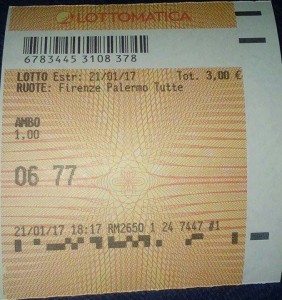 LOTTOMATICA
6783445 3108 378
LOTTO Estr: 21/01/17 Tot. 3,00 €
RUOTE: Firenze Palermo Tutte
AMBO
1.00
06 77
21/01/17 18:17 RM2650 1 24 7447 #1